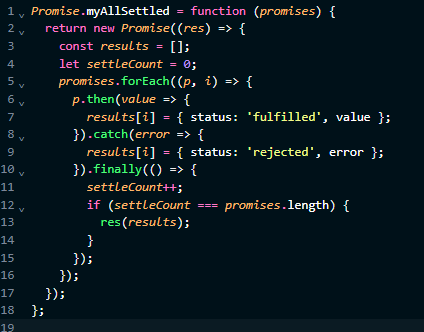 1 Promise.myAllSettled = function (promises) {
2 return new Promise((res) => {
3 const results = [];
4 let settleCount = 0;
5 promises.forEach((p, i) => {
6 p.then(value => {
7 results[i] = { status: 'fulfilled', value };
8 }).catch(error => {
9 results[i] = { status: 'rejected', error };
10 }).finally(() => {
11 settleCount++;
12 if (settleCount === promises.length) {
13 res(results);
14 }
15 });
16 });
17 });
18 };
19